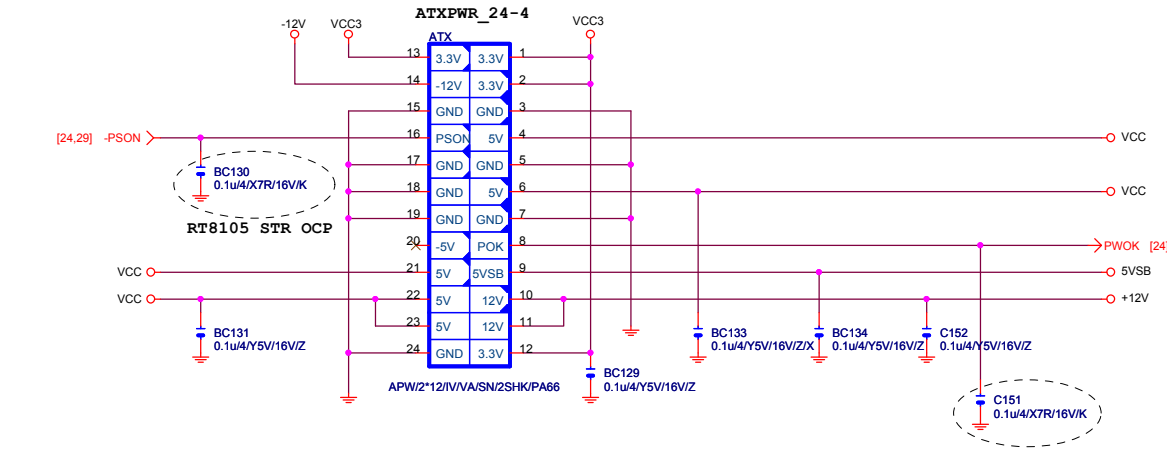 ATXPWR_24-4
-12V VCC3 VCC3
ATX
13 3.3V 3.3V 1
14 -12V 3.3V 2
15 GND GND 3
[24,29] -PSON 16 PSON 5V 4 VCC
17 GND GND 5
BC130
0.1u/4/X7R/16V/K
18 GND 5V 6 VCC
19 GND GND 7
RT8105 STR OCP
20 -5V POK 8 PWOK [24]
VCC 21 5V 5VSB 9 5VSB
VCC 22 5V 12V 10 +12V
23 5V 12V 11
BC131
0.1u/4/Y5V/16V/Z
BC133
0.1u/4/Y5V/16V/Z/X
BC134
0.1u/4/Y5V/16V/Z
C152
0.1u/4/Y5V/16V/Z
24 GND 3.3V 12
APW/2*12/IV/VA/SN/2SHK/PA66
BC129
0.1u/4/Y5V/16V/Z
C151
0.1u/4/X7R/16V/K